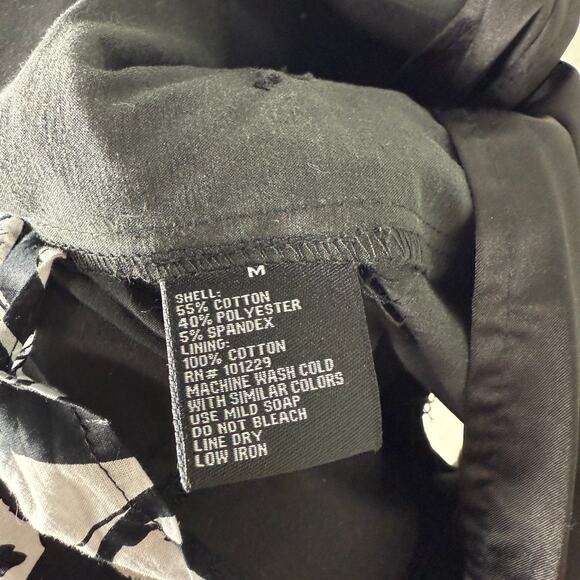 M
SHELL:
55% COTTON
40% POLYESTER
5% SPANDEX
LINING:
100% COTTON
RN# 101229
MACHINE WASH COLD
WITH SIMILAR COLORS
USE MILD SOAP
DO NOT BLEACH
LINE DRY
LOW IRON